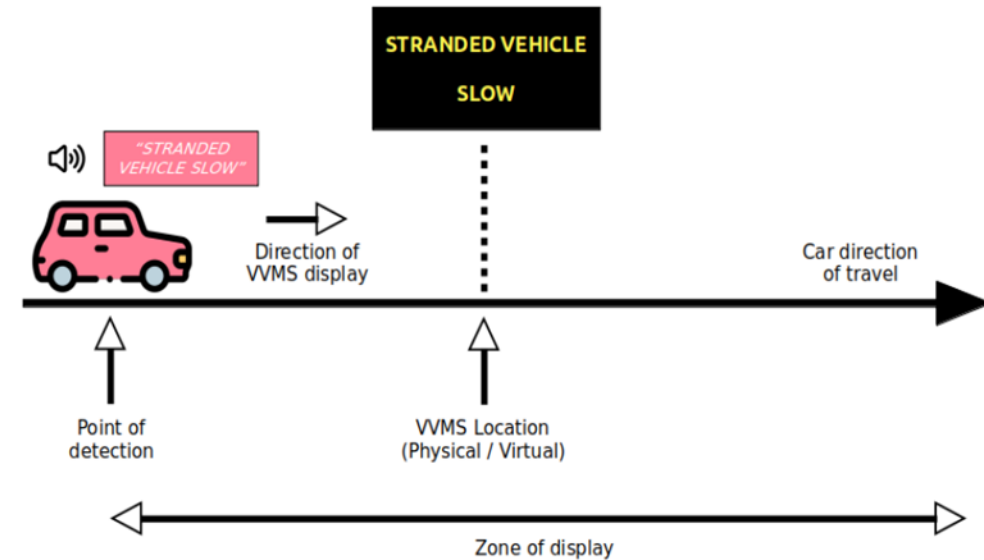 STRANDED VEHICLE
SLOW
"STRANDED
VEHICLE SLOW"
Direction of
VVMS display
Car direction
of travel
Point of
detection
VVMS Location
(Physical / Virtual)
Zone of display